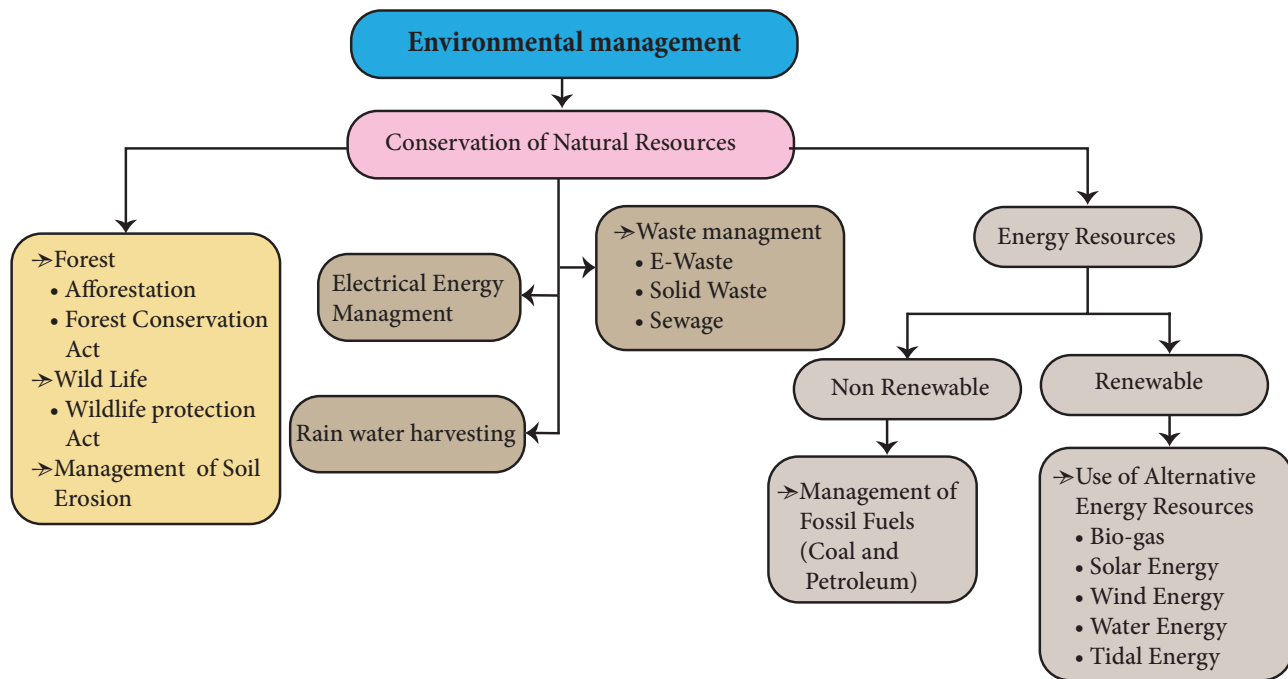 Environmental management
Conservation of Natural Resources
→Forest
• Afforestation
• Forest Conservation
Act
→Wild Life
• Wildlife protection
Act
→Management of Soil
Erosion
Electrical Energy
Managment
Rain water harvesting
→Waste managment
• E-Waste
• Solid Waste
• Sewage
Energy Resources
Non Renewable
→Management of
Fossil Fuels
(Coal and
Petroleum)
Renewable
→Use of Alternative
Energy Resources
• Bio-gas
• Solar Energy
• Wind Energy
• Water Energy
• Tidal Energy